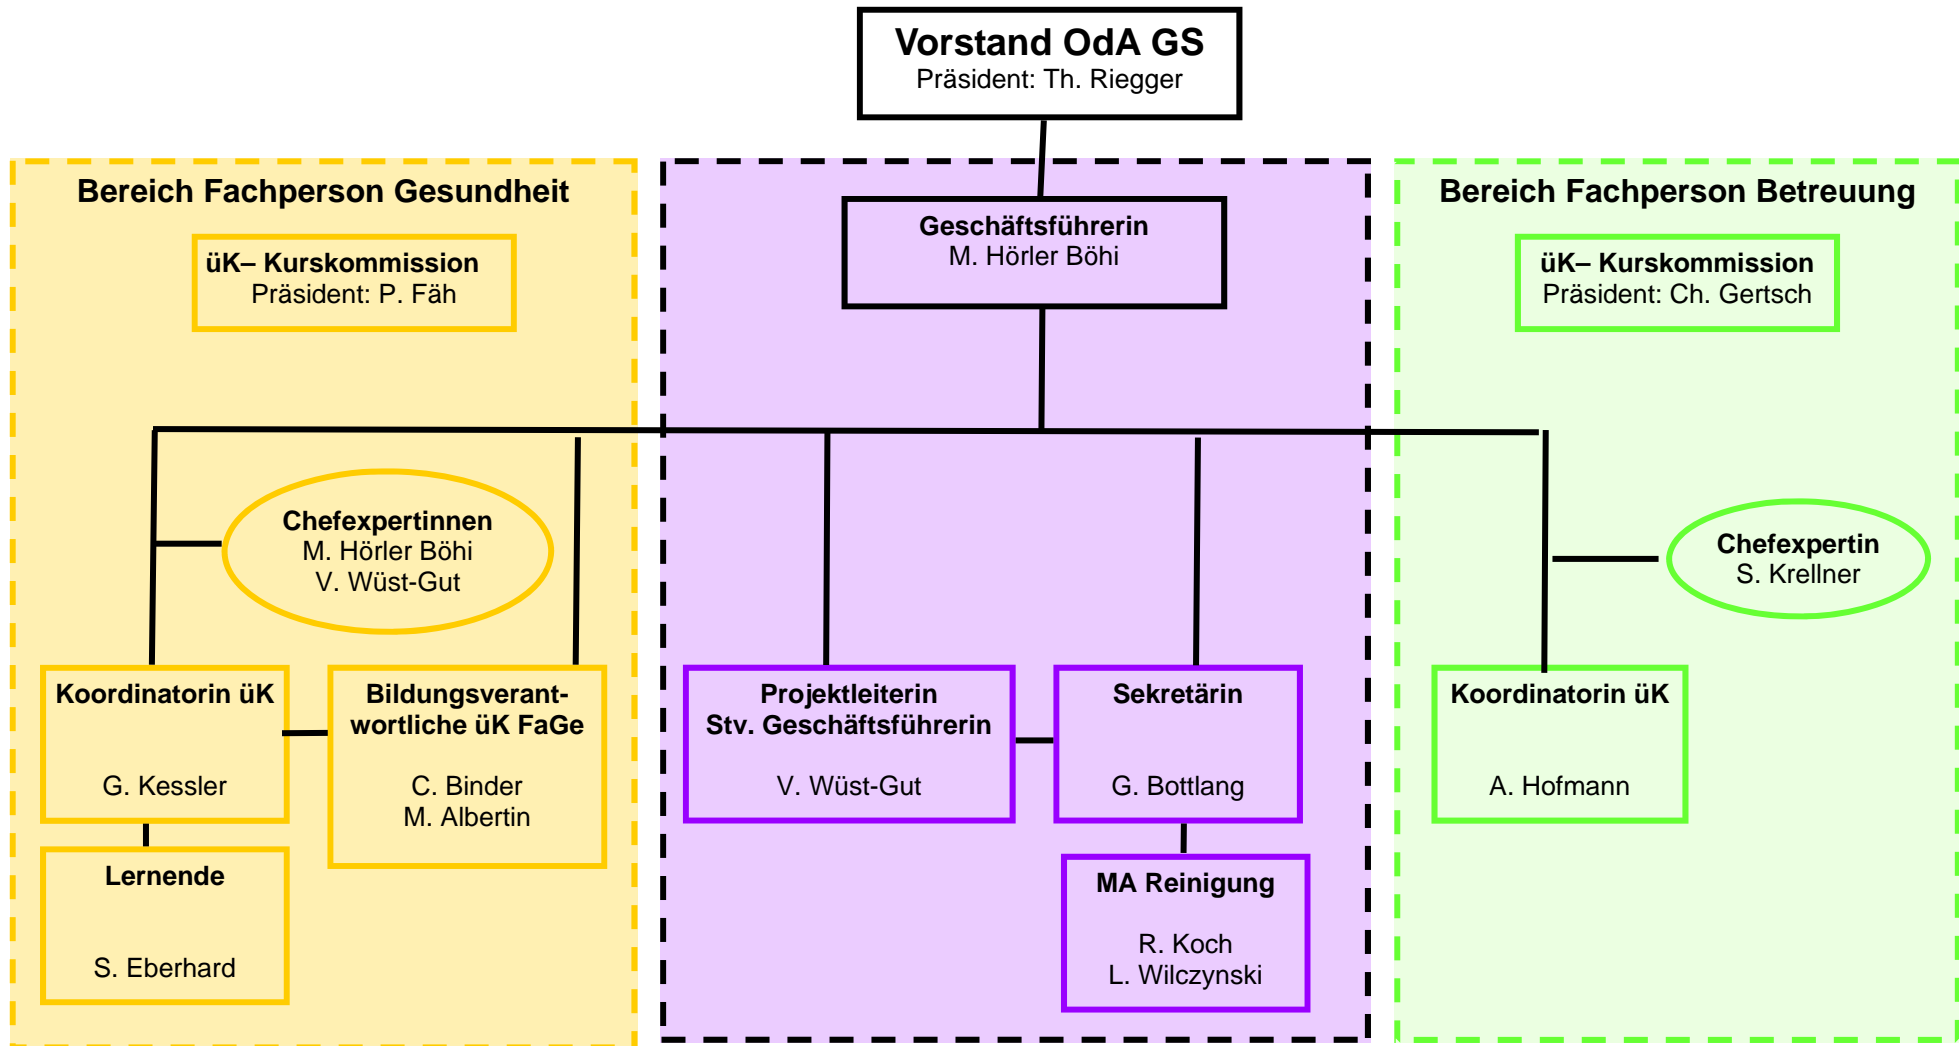 Vorstand OdA GS
Präsident: Th. Riegger
Bereich Fachperson Gesundheit
üK– Kurskommission
Präsident: P. Fäh
Geschäftsführerin
M. Hörler Böhi
Bereich Fachperson Betreuung
üK– Kurskommission
Präsident: Ch. Gertsch
Chefexpertinnen
M. Hörler Böhi
V. Wüst-Gut
Chefexpertin
S. Krellner
Koordinatorin üK
G. Kessler
Bildungsverant-
wortliche üK FaGe
C. Binder
M. Albertin
Projektleiterin
Stv. Geschäftsführerin
V. Wüst-Gut
Sekretärin
G. Bottlang
Koordinatorin üK
A. Hofmann
Lernende
S. Eberhard
MA Reinigung
R. Koch
L. Wilczynski